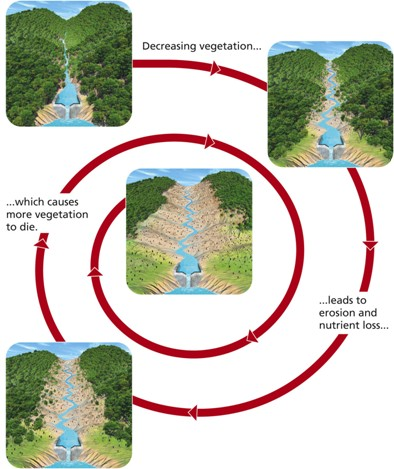 Decreasing vegetation...
...which causes
more vegetation
to die.
...leads to
erosion and
nutrient loss...